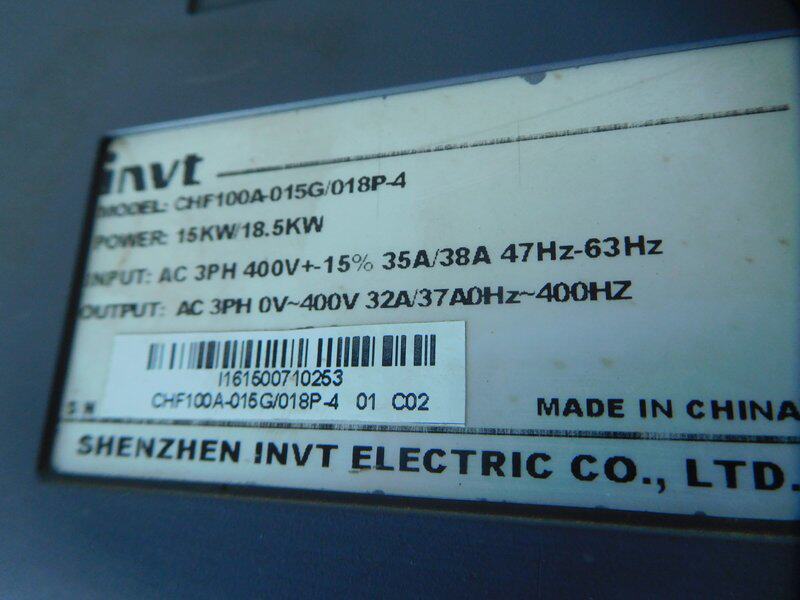 invt
MODEL: CHF100A-015G/018P-4
POWER: 15KW/18.5KW
INPUT: AC 3PH 400V+-15% 35A/38A 47Hz-63Hz
OUTPUT: AC 3PH 0V~400V 32A/37A0Hz~400HZ
I161500710253
CHF100A-015G/018P-4 01 C02
S N
MADE IN CHINA
SHENZHEN INVT ELECTRIC CO., LTD.